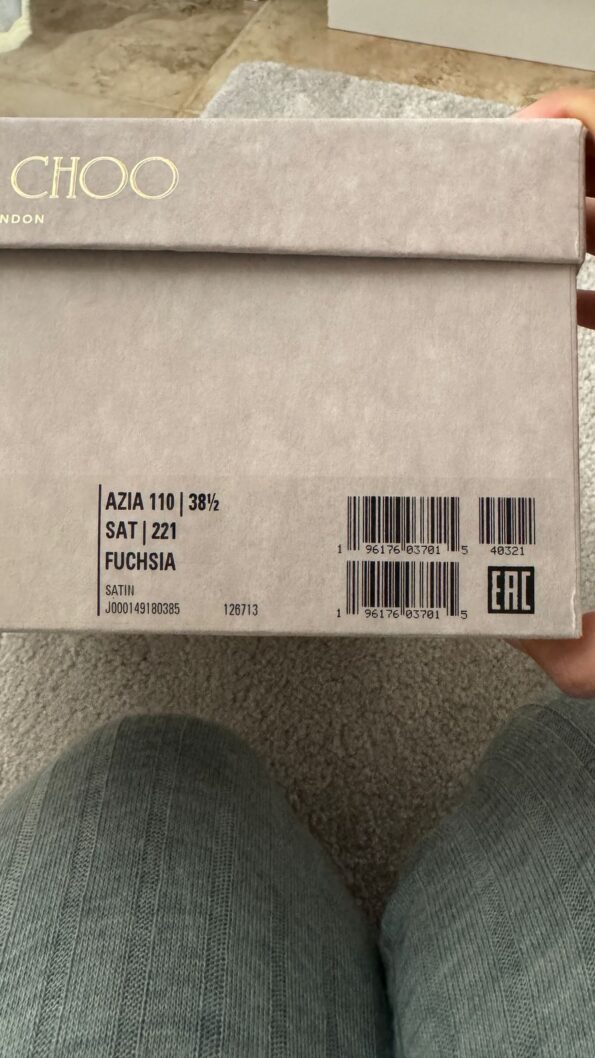 CHOO
NDON
AZIA 110 | 38½
SAT | 221
FUCHSIA
SATIN
J000149180385 126713
1 96176 03701 5 40321
1 96176 03701 5
EAC